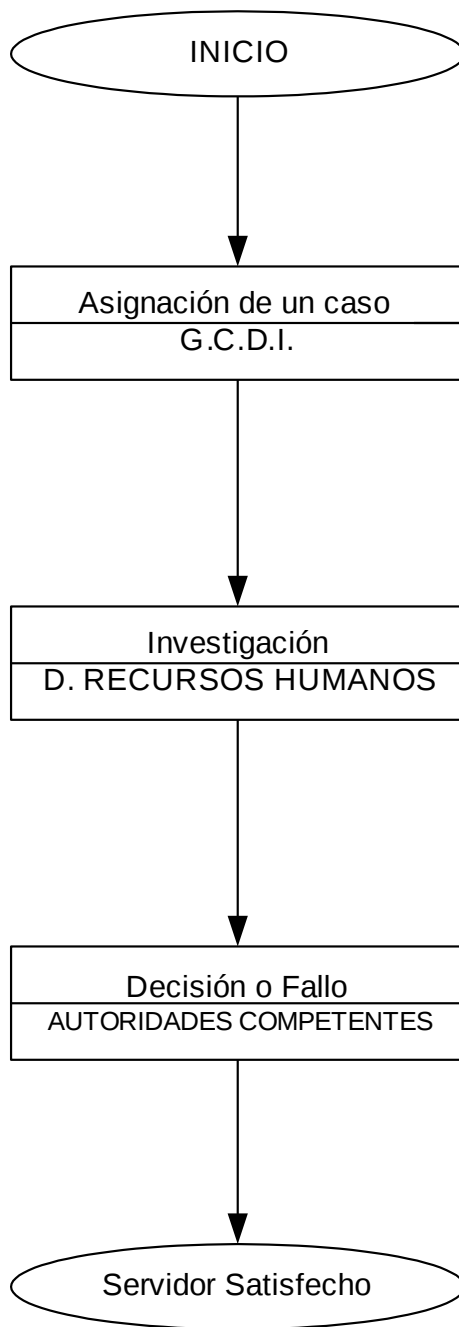 INICIO
Asignación de un caso
G.C.D.I.
Investigación
D. RECURSOS HUMANOS
Decisión o Fallo
AUTORIDADES COMPETENTES
Servidor Satisfecho